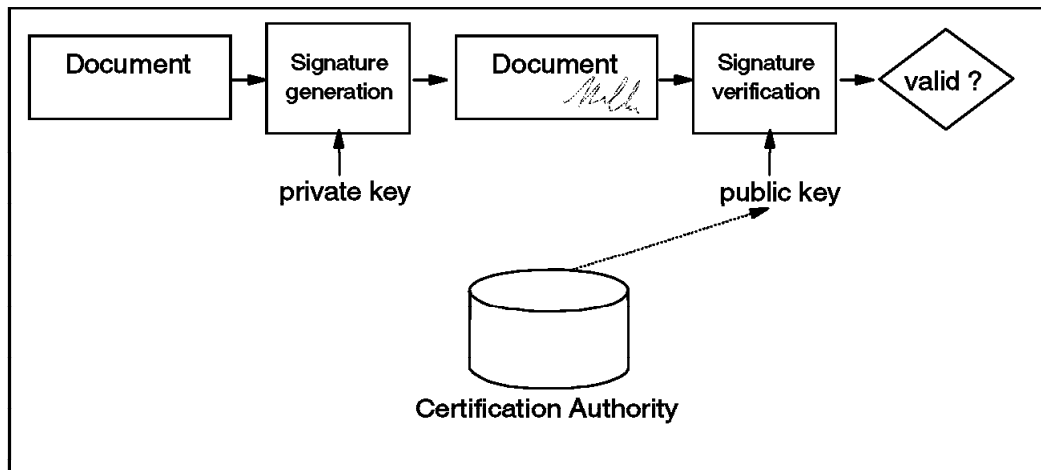 Document
Signature
generation
Document
Signature
verification
valid ?
private key
public key
Certification Authority